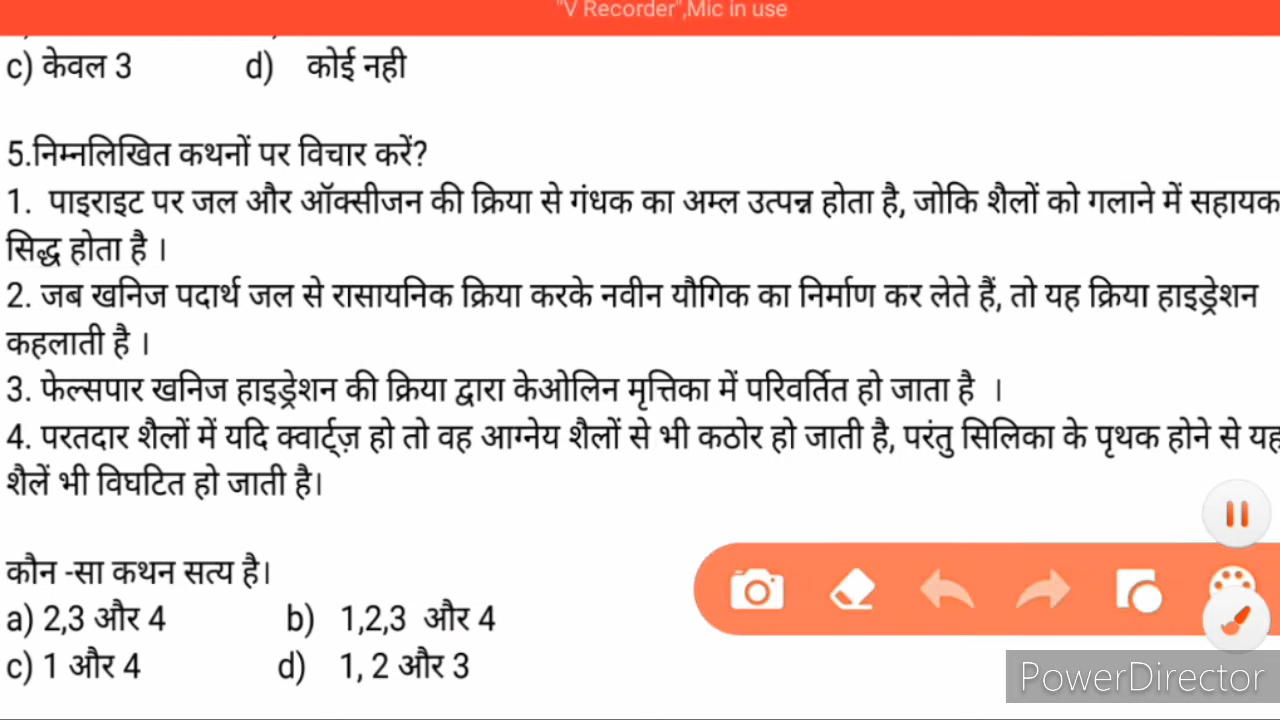 "V Recorder",Mic in use
c) केवल 3 d) कोई नही
5.निम्नलिखित कथनों पर विचार करें?
1. पाइराइट पर जल और ऑक्सीजन की क्रिया से गंधक का अम्ल उत्पन्न होता है, जोकि शैलों को गलाने में सहायक
सिद्ध होता है ।
2. जब खनिज पदार्थ जल से रासायनिक क्रिया करके नवीन यौगिक का निर्माण कर लेते हैं, तो यह क्रिया हाइड्रेशन
कहलाती है ।
3. फेल्सपार खनिज हाइड्रेशन की क्रिया द्वारा केओलिन मृत्तिका में परिवर्तित हो जाता है ।
4. परतदार शैलों में यदि क्वार्ट्ज़ हो तो वह आग्नेय शैलों से भी कठोर हो जाती है, परंतु सिलिका के पृथक होने से यह
शैलें भी विघटित हो जाती है।
कौन -सा कथन सत्य है।
a) 2,3 और 4 b) 1,2,3 और 4
c) 1 और 4 d) 1, 2 और 3
PowerDirector